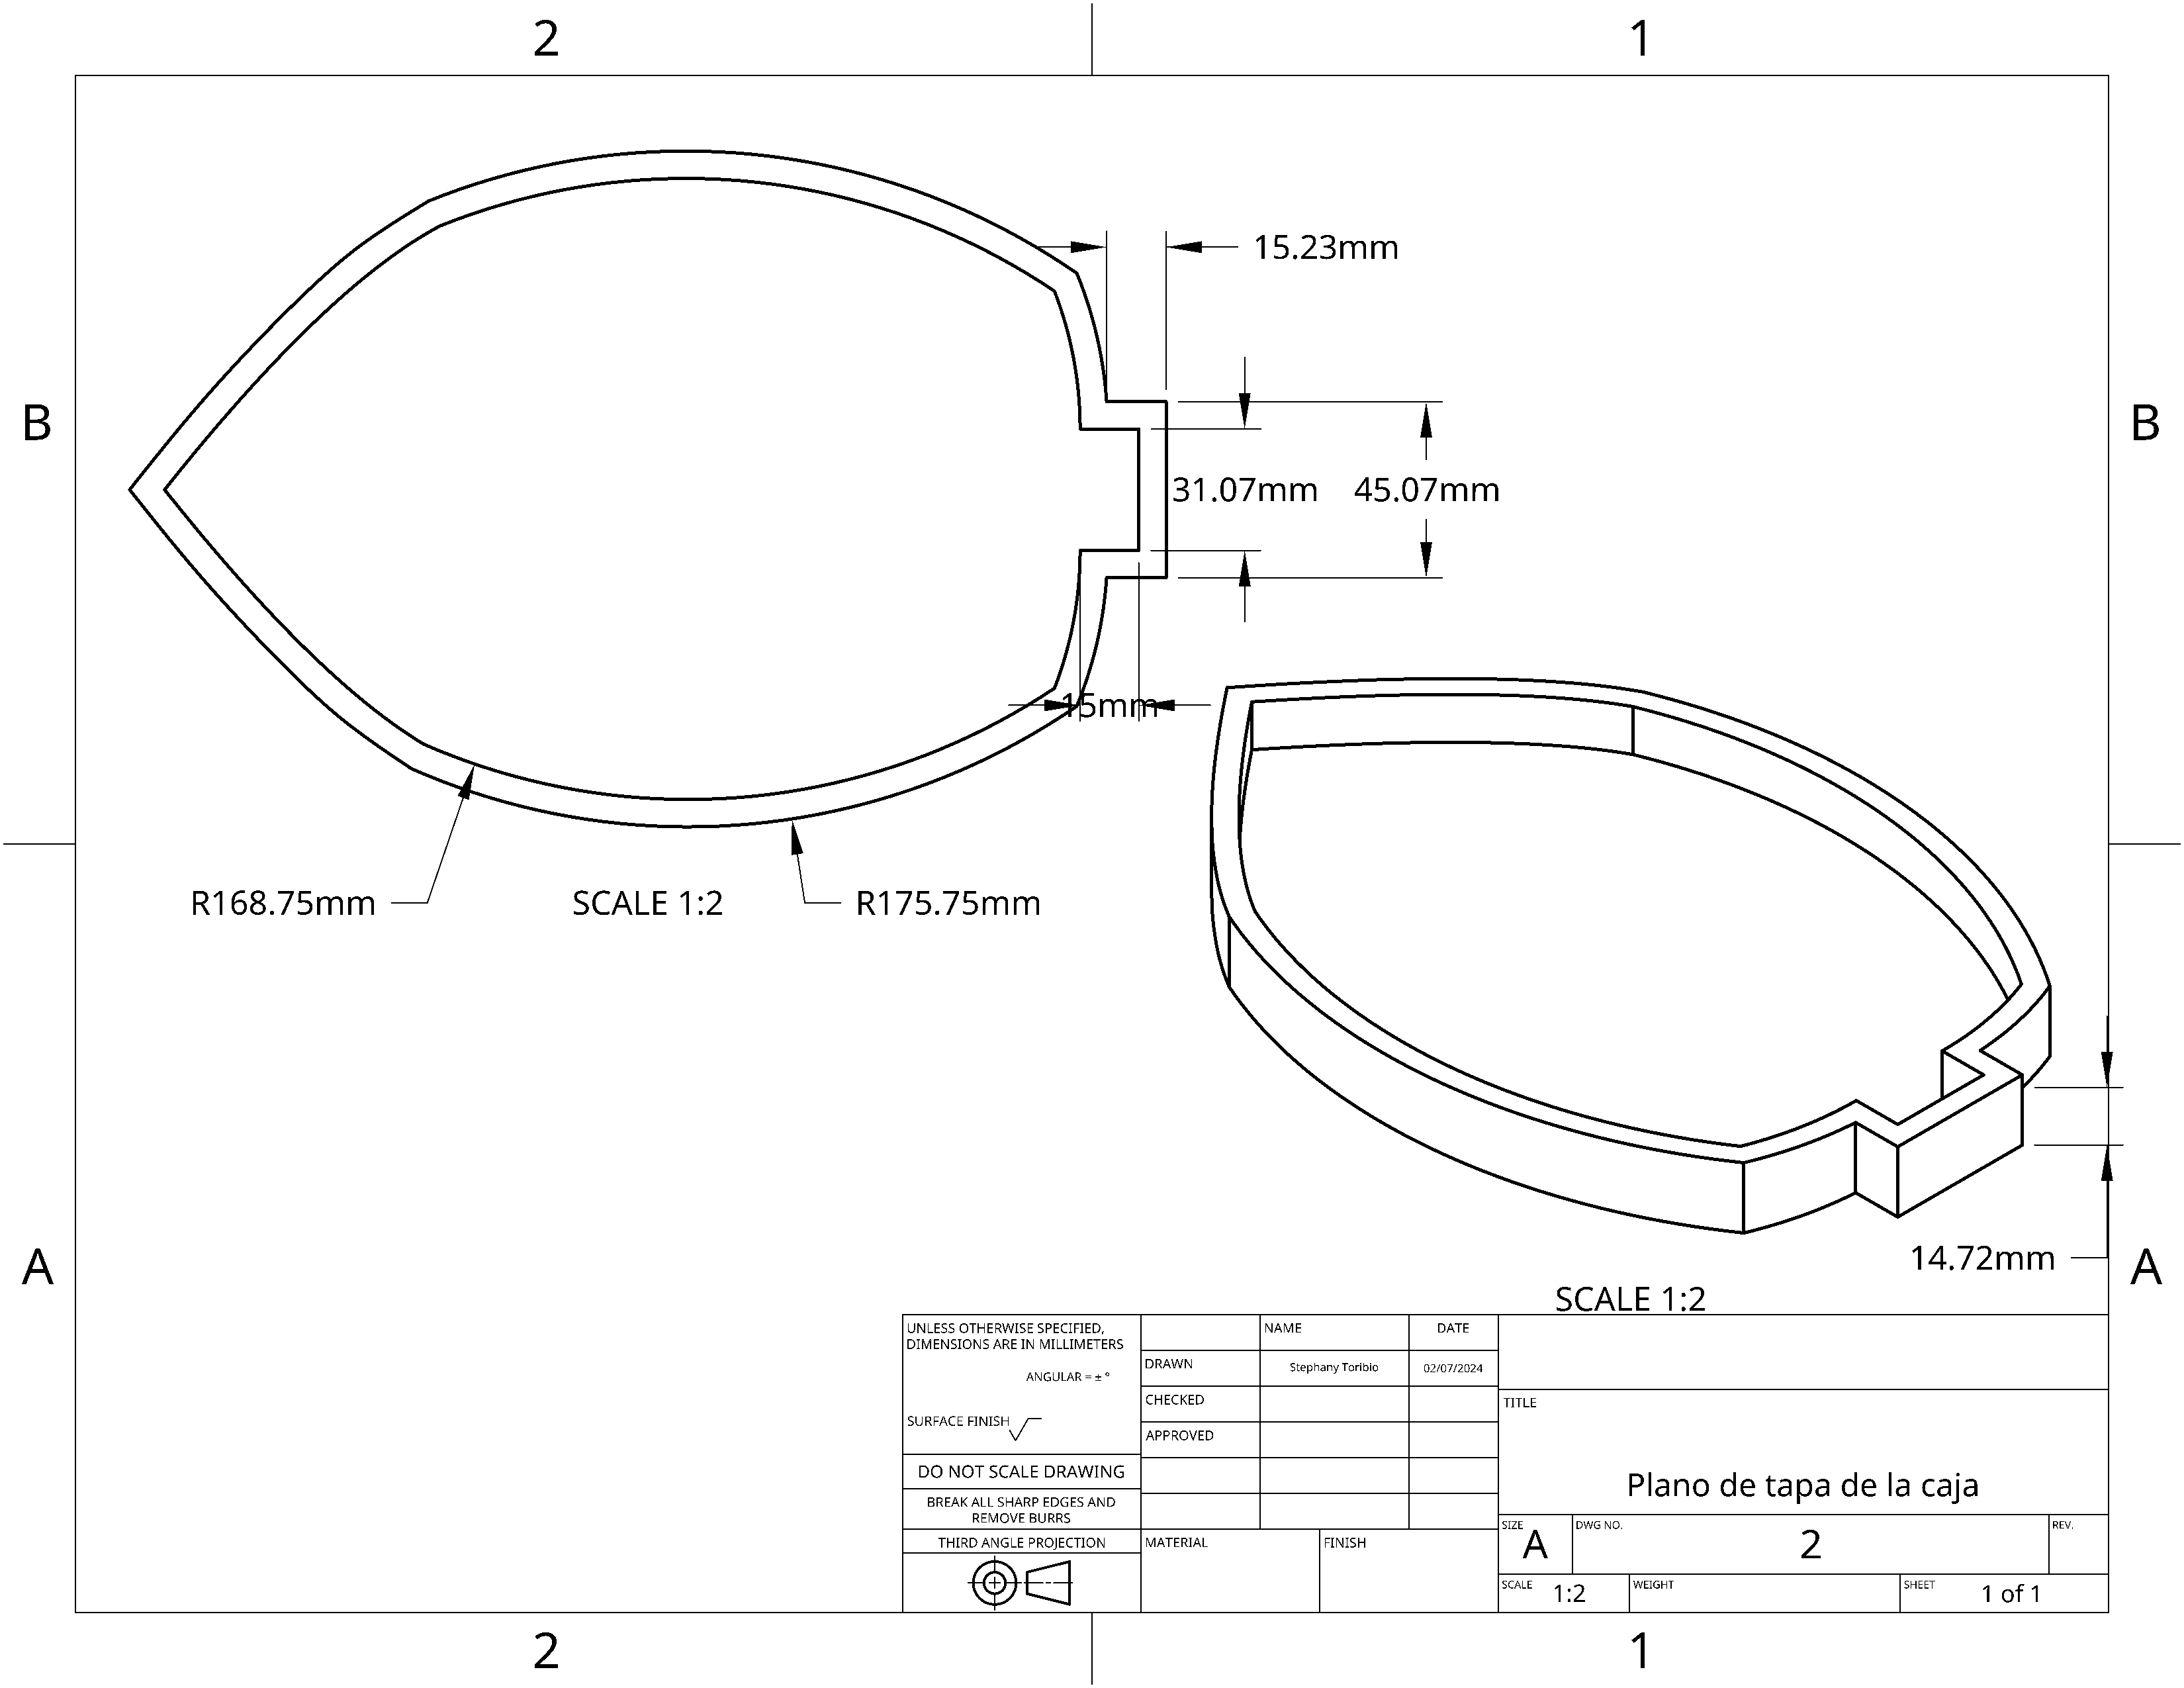 2
1
B
B
15.23mm
31.07mm
45.07mm
15mm
R168.75mm
SCALE 1:2
R175.75mm
A
A
14.72mm
SCALE 1:2
UNLESS OTHERWISE SPECIFIED,
DIMENSIONS ARE IN MILLIMETERS
ANGULAR = ± °
SURFACE FINISH
DO NOT SCALE DRAWING
BREAK ALL SHARP EDGES AND
REMOVE BURRS
THIRD ANGLE PROJECTION
NAME
DATE
DRAWN
Stephany Toribio
02/07/2024
CHECKED
APPROVED
MATERIAL
FINISH
TITLE
Plano de tapa de la caja
SIZE
A
DWG NO.
2
REV.
SCALE
1:2
WEIGHT
SHEET
1 of 1
2
1